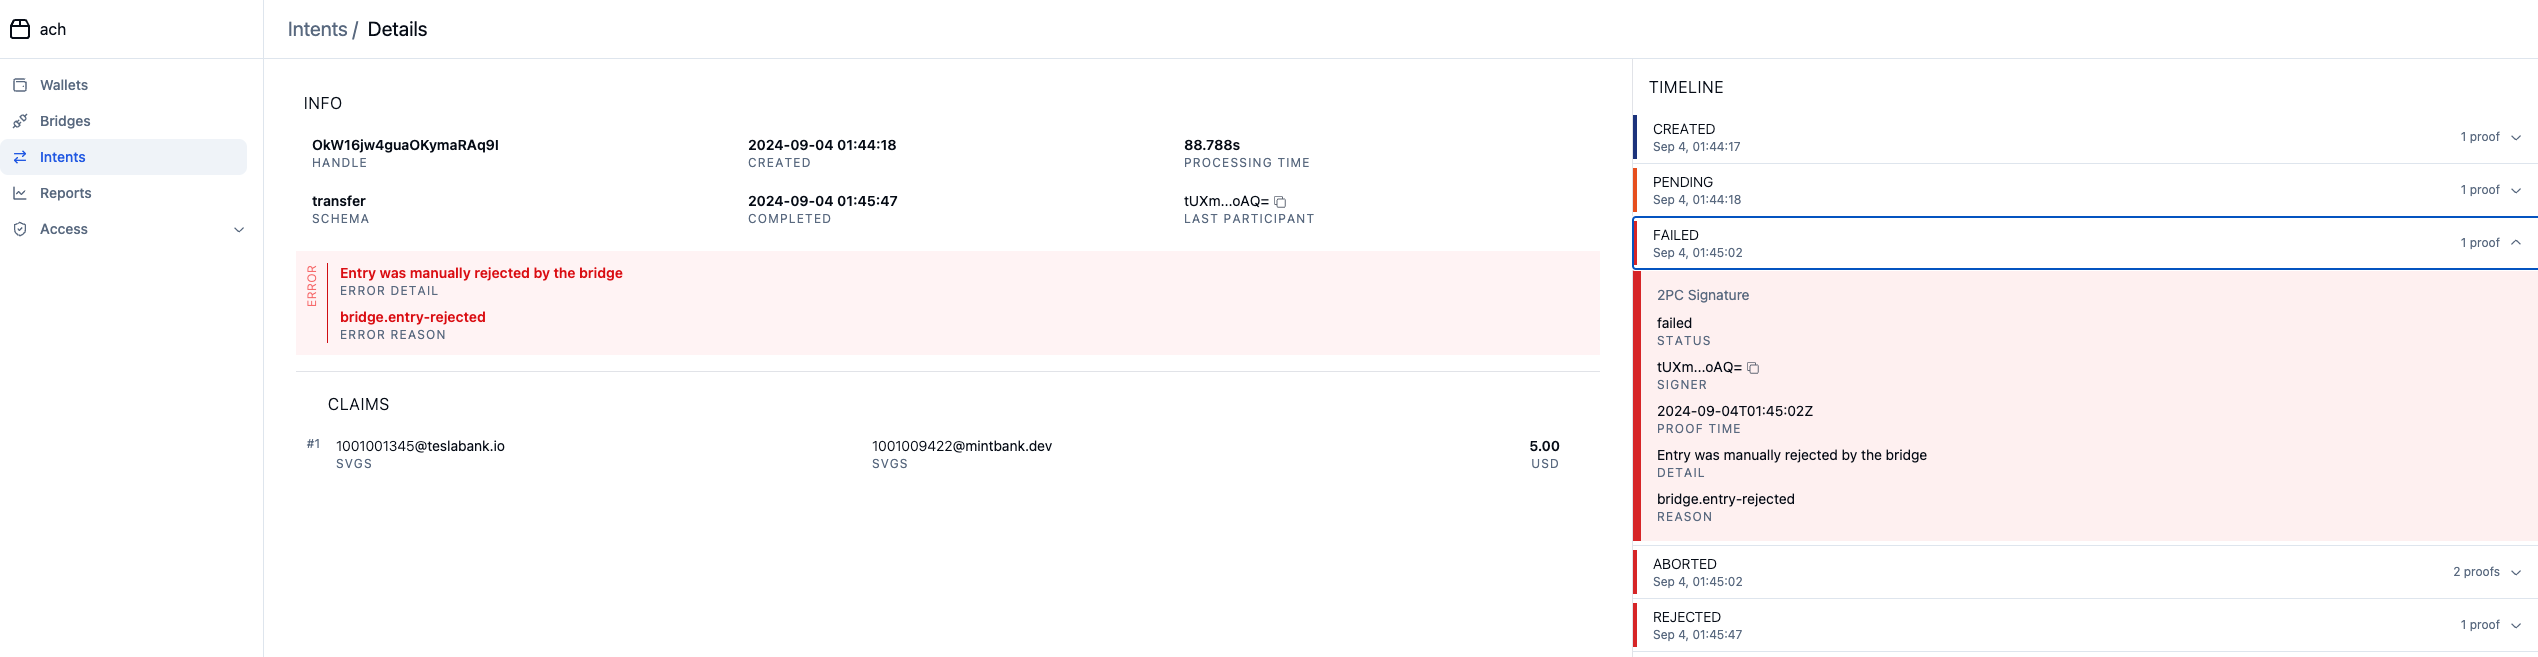 ach
Intents / Details
Wallets
Bridges
Intents
Reports
Access
INFO
OkW16jw4guaOKymaRAq9I
HANDLE
2024-09-04 01:44:18
CREATED
88.788s
PROCESSING TIME
transfer
SCHEMA
2024-09-04 01:45:47
COMPLETED
tUXm...oAQ=
LAST PARTICIPANT
ERROR
Entry was manually rejected by the bridge
ERROR DETAIL
bridge.entry-rejected
ERROR REASON
CLAIMS
#1
1001001345@teslabank.io
SVGS
1001009422@mintbank.dev
SVGS
5.00
USD
TIMELINE
CREATED
Sep 4, 01:44:17
1 proof
PENDING
Sep 4, 01:44:18
1 proof
FAILED
Sep 4, 01:45:02
1 proof
2PC Signature
failed
STATUS
tUXm...oAQ=
SIGNER
2024-09-04T01:45:02Z
PROOF TIME
Entry was manually rejected by the bridge
DETAIL
bridge.entry-rejected
REASON
ABORTED
Sep 4, 01:45:02
2 proofs
REJECTED
Sep 4, 01:45:47
1 proof